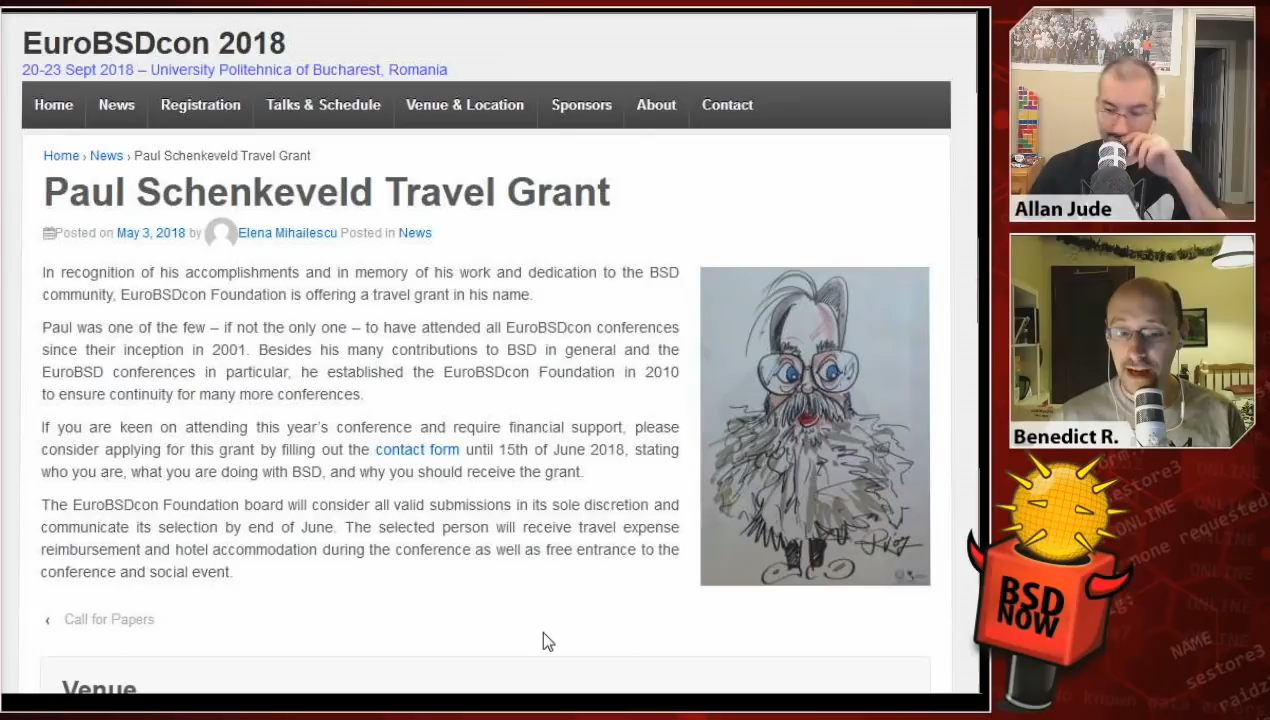 EuroBSDcon 2018
20-23 Sept 2018 – University Politehnica of Bucharest, Romania
Home News Registration Talks & Schedule Venue & Location Sponsors About Contact
Home › News › Paul Schenkeveld Travel Grant
Paul Schenkeveld Travel Grant
Posted on May 3, 2018 by Elena Mihailescu Posted in News
In recognition of his accomplishments and in memory of his work and dedication to the BSD
community, EuroBSDcon Foundation is offering a travel grant in his name.
Paul was one of the few – if not the only one – to have attended all EuroBSDcon conferences
since their inception in 2001. Besides his many contributions to BSD in general and the
EuroBSD conferences in particular, he established the EuroBSDcon Foundation in 2010
to ensure continuity for many more conferences.
If you are keen on attending this year's conference and require financial support, please
consider applying for this grant by filling out the contact form until 15th of June 2018, stating
who you are, what you are doing with BSD, and why you should receive the grant.
The EuroBSDcon Foundation board will consider all valid submissions in its sole discretion and
communicate its selection by end of June. The selected person will receive travel expense
reimbursement and hotel accommodation during the conference as well as free entrance to the
conference and social event.
‹ Call for Papers
Venue
Allan Jude
Benedict R.
BSD
NOW
ONLINE
sestore3
ONLINE
none requested
ONLINE
ONLINE
NAME
sestore3
raidz